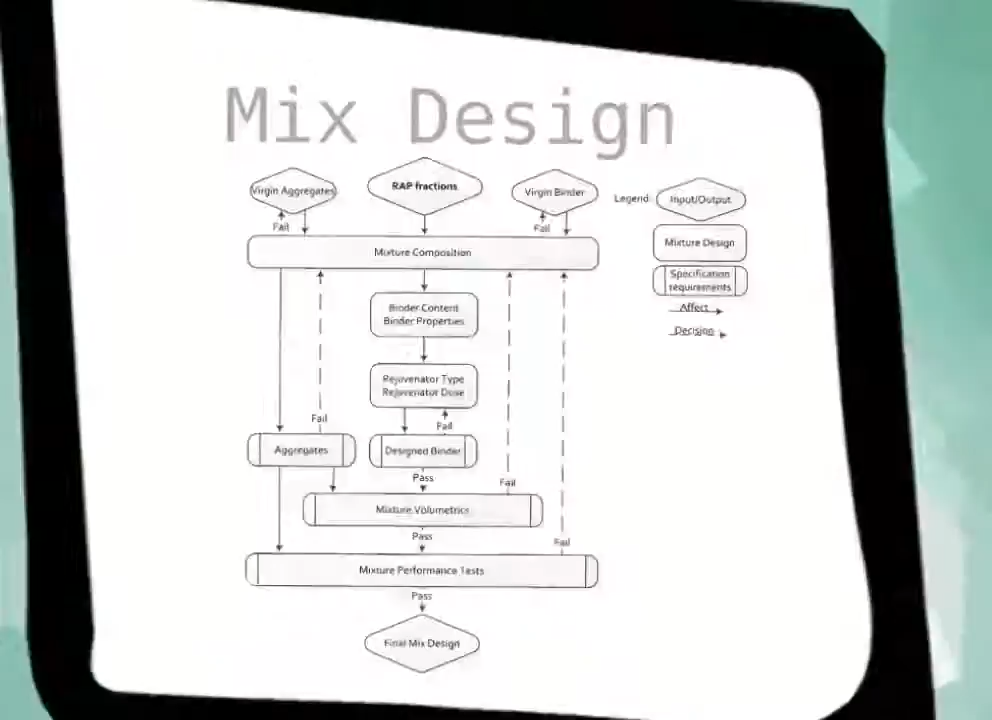 Mix Design
Virgin Aggregates
RAP fractions
Virgin Binder
Legend:
Input/Output
Fail
Fail
Mixture Composition
Mixture Design
Specification
requirements
Affect
Decision
Binder Content
Binder Properties
Rejuvenator Type
Rejuvenator Dose
Fail
Fail
Aggregates
Designed Binder
Pass
Fail
Mixture Volumetrics
Pass
Fail
Mixture Performance Tests
Pass
Final Mix Design